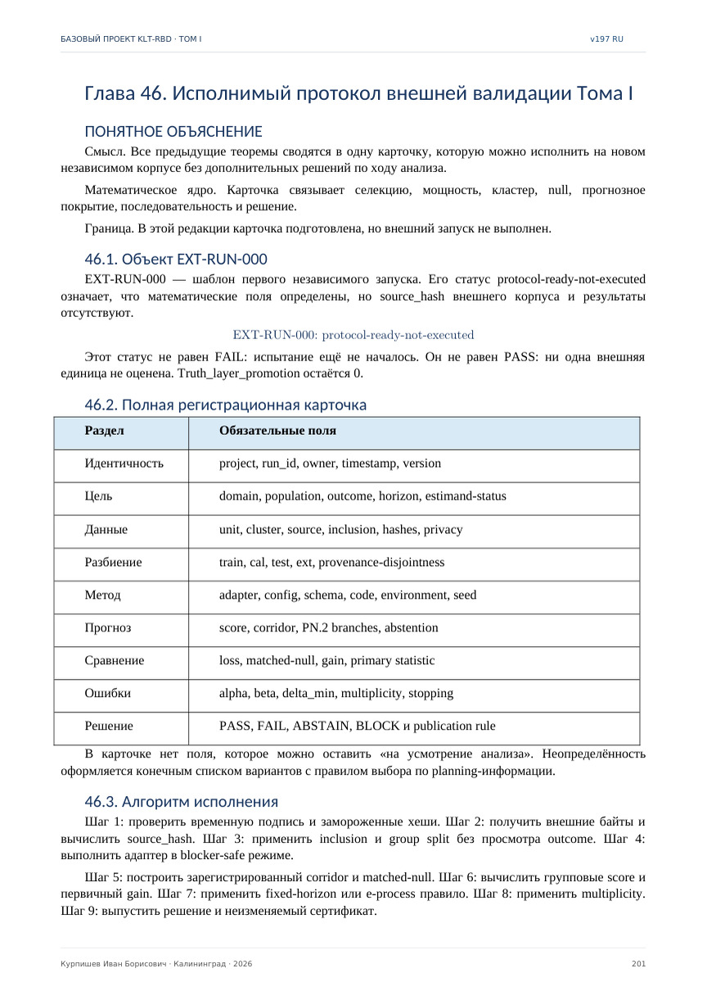 БАЗОВЫЙ ПРОЕКТ KLT-RBD · ТОМ I v197 RU
Глава 46. Исполнимый протокол внешней валидации Тома I
ПОНЯТНОЕ ОБЪЯСНЕНИЕ
Смысл. Все предыдущие теоремы сводятся в одну карточку, которую можно исполнить на новом
независимом корпусе без дополнительных решений по ходу анализа.
Математическое ядро. Карточка связывает селекцию, мощность, кластер, null, прогнозное
покрытие, последовательность и решение.
Граница. В этой редакции карточка подготовлена, но внешний запуск не выполнен.
46.1. Объект EXT-RUN-000
EXT-RUN-000 — шаблон первого независимого запуска. Его статус protocol-ready-not-executed
означает, что математические поля определены, но source_hash внешнего корпуса и результаты
отсутствуют.
EXT-RUN-000: protocol-ready-not-executed
Этот статус не равен FAIL: испытание ещё не началось. Он не равен PASS: ни одна внешняя
единица не оценена. Truth_layer_promotion остаётся 0.
46.2. Полная регистрационная карточка
Раздел Обязательные поля
Идентичность project, run_id, owner, timestamp, version
Цель domain, population, outcome, horizon, estimand-status
Данные unit, cluster, source, inclusion, hashes, privacy
Разбиение train, cal, test, ext, provenance-disjointness
Метод adapter, config, schema, code, environment, seed
Прогноз score, corridor, PN.2 branches, abstention
Сравнение loss, matched-null, gain, primary statistic
Ошибки alpha, beta, delta_min, multiplicity, stopping
Решение PASS, FAIL, ABSTAIN, BLOCK и publication rule
В карточке нет поля, которое можно оставить «на усмотрение анализа». Неопределённость
оформляется конечным списком вариантов с правилом выбора по planning-информации.
46.3. Алгоритм исполнения
Шаг 1: проверить временную подпись и замороженные хеши. Шаг 2: получить внешние байты и
вычислить source_hash. Шаг 3: применить inclusion и group split без просмотра outcome. Шаг 4:
выполнить адаптер в blocker-safe режиме.
Шаг 5: построить зарегистрированный corridor и matched-null. Шаг 6: вычислить групповые score и
первичный gain. Шаг 7: применить fixed-horizon или e-process правило. Шаг 8: применить multiplicity.
Шаг 9: выпустить решение и неизменяемый сертификат.
Курпишев Иван Борисович · Калининград · 2026 201